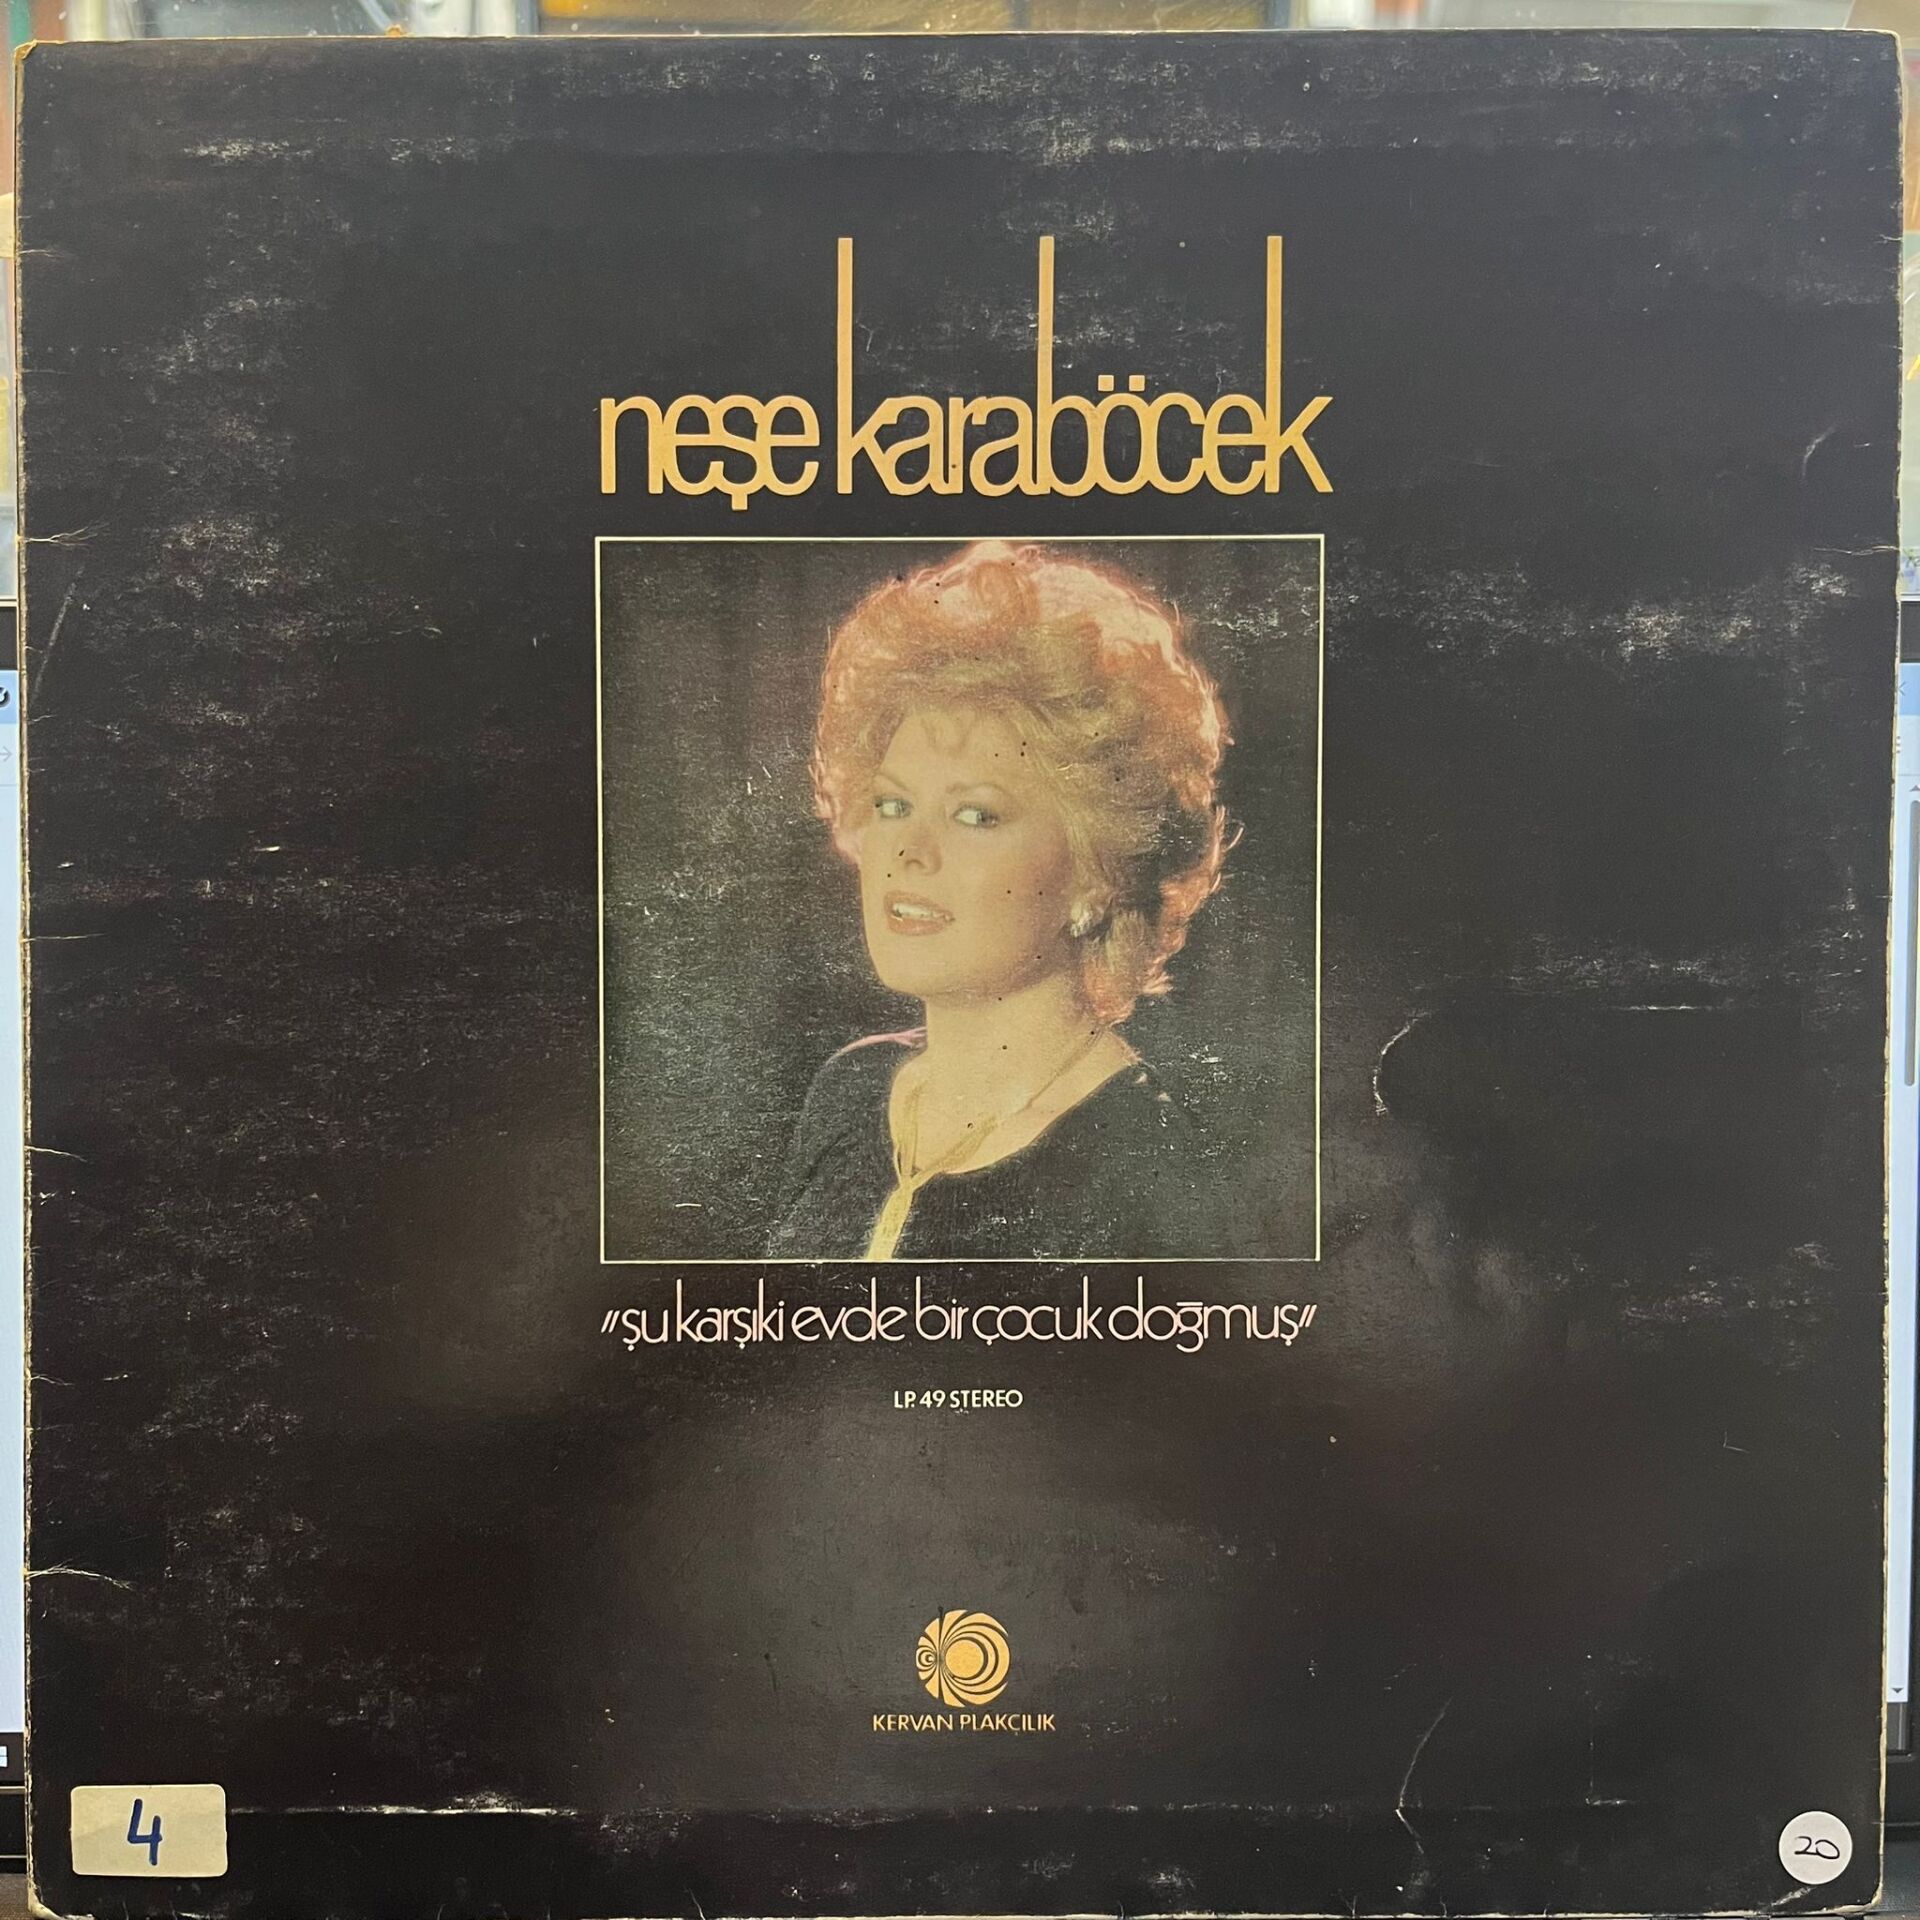 neşe karaböcek
"şu karşıki evde bir çocuk doğmuş"
LP. 49 STEREO
KERVAN PLAKÇILIK
4
20